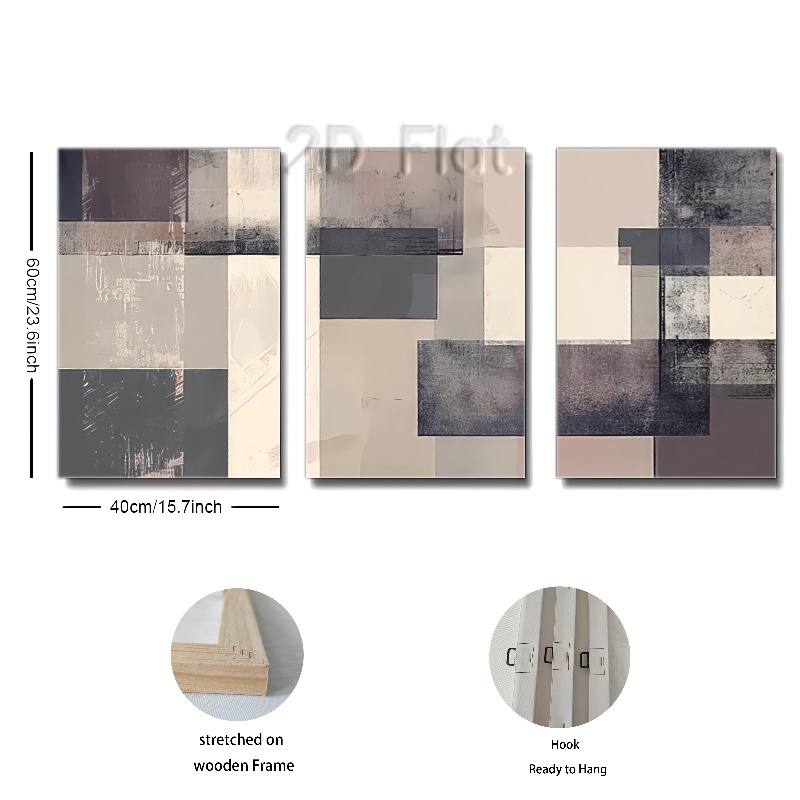 2D Flat
60cm/23.6inch
40cm/15.7inch
stretched on
wooden Frame
Hook
Ready to Hang